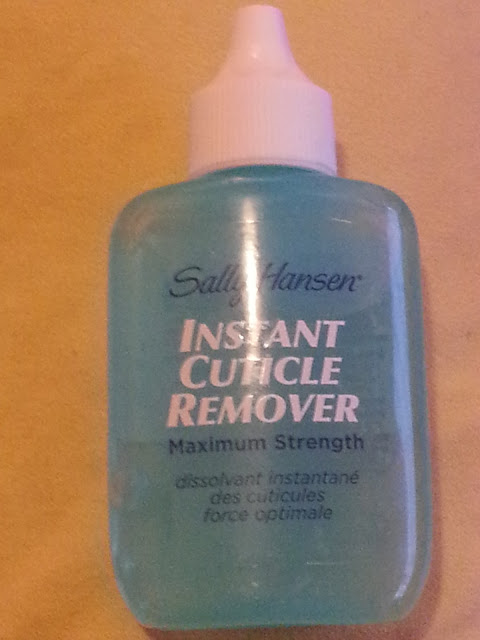 Sally Hansen®
INSTANT
CUTICLE
REMOVER
Maximum Strength
dissolvant instantané
des cuticules
force optimale